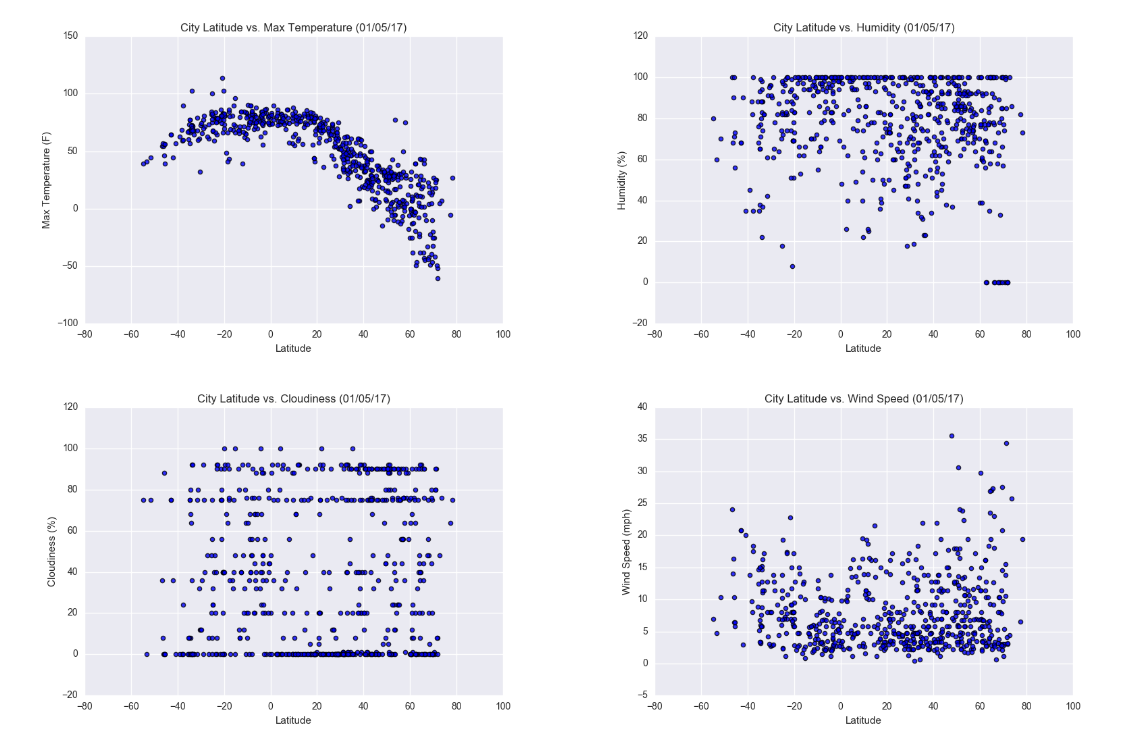 City Latitude vs. Max Temperature (01/05/17)
150
100
50
0
−50
−100
Max Temperature (F)
−80 −60 −40 −20 0 20 40 60 80 100
Latitude
City Latitude vs. Humidity (01/05/17)
120
100
80
60
40
20
0
−20
Humidity (%)
−80 −60 −40 −20 0 20 40 60 80 100
Latitude
City Latitude vs. Cloudiness (01/05/17)
120
100
80
60
40
20
0
−20
Cloudiness (%)
−80 −60 −40 −20 0 20 40 60 80 100
Latitude
City Latitude vs. Wind Speed (01/05/17)
40
35
30
25
20
15
10
5
0
−5
Wind Speed (mph)
−80 −60 −40 −20 0 20 40 60 80 100
Latitude